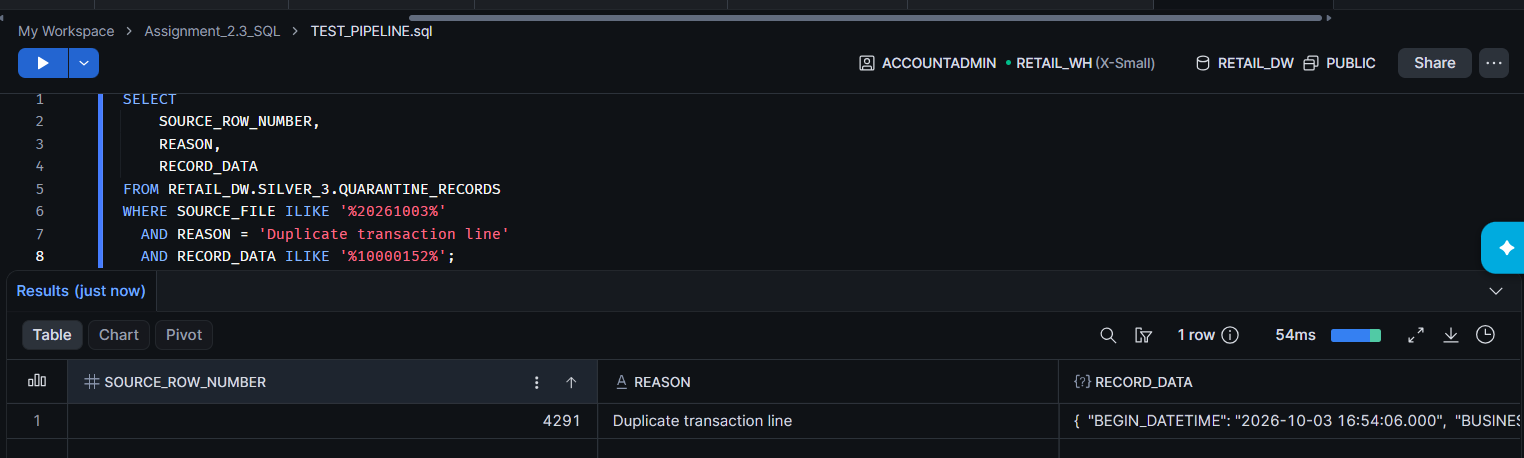 My Workspace > Assignment_2.3_SQL > TEST_PIPELINE.sql
ACCOUNTADMIN • RETAIL_WH (X-Small) RETAIL_DW PUBLIC Share ...
1 SELECT
2 SOURCE_ROW_NUMBER,
3 REASON,
4 RECORD_DATA
5 FROM RETAIL_DW.SILVER_3.QUARANTINE_RECORDS
6 WHERE SOURCE_FILE ILIKE '%20261003%'
7 AND REASON = 'Duplicate transaction line'
8 AND RECORD_DATA ILIKE '%10000152%';
Results (just now)
Table Chart Pivot 1 row 54ms
# SOURCE_ROW_NUMBER A REASON {?} RECORD_DATA
1 4291 Duplicate transaction line { "BEGIN_DATETIME": "2026-10-03 16:54:06.000", "BUSINES